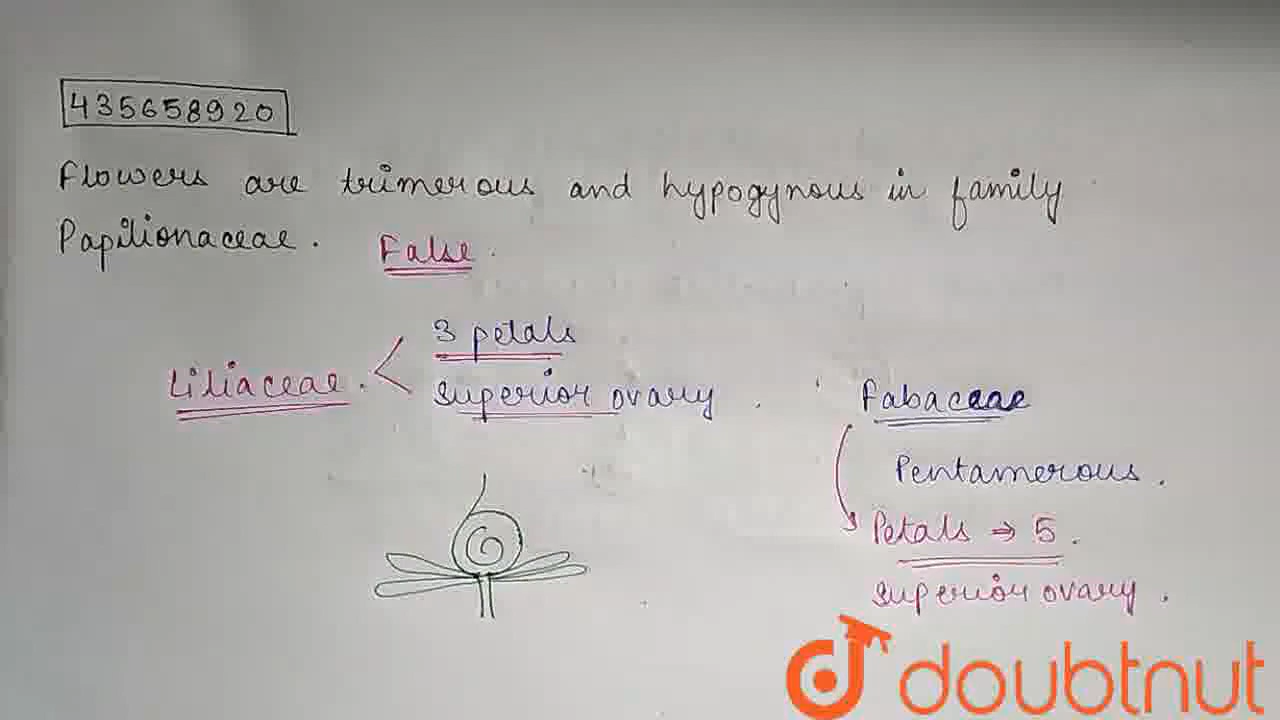 435658920
Flowers are trimerous and hypogynous in family
Papilionaceae. False.
Liliaceae. < 3 petals
superior ovary.
Fabaceae
Pentamerous.
Petals ⇒ 5.
superior ovary.
doubtnut